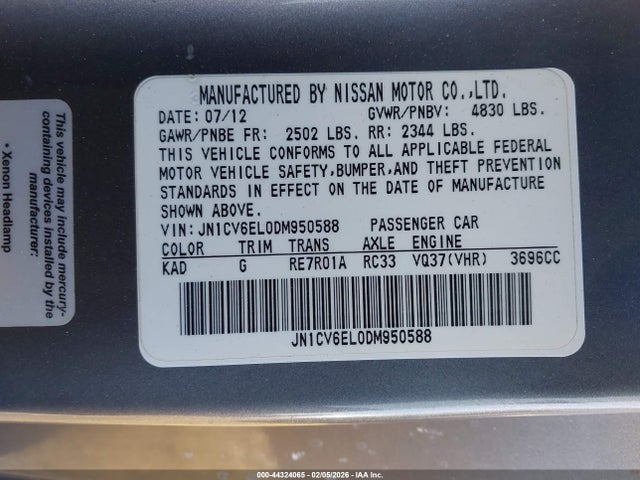 MANUFACTURED BY NISSAN MOTOR CO.,LTD.
DATE: 07/12 GVWR/PNBV: 4830 LBS.
GAWR/PNBE FR: 2502 LBS. RR: 2344 LBS.
THIS VEHICLE CONFORMS TO ALL APPLICABLE FEDERAL
MOTOR VEHICLE SAFETY,BUMPER,AND THEFT PREVENTION
STANDARDS IN EFFECT ON THE DATE OF MANUFACTURE
SHOWN ABOVE.
VIN: JN1CV6EL0DM950588 PASSENGER CAR
COLOR TRIM TRANS AXLE ENGINE
KAD G RE7R01A RC33 VQ37(VHR) 3696CC
JN1CV6EL0DM950588
This vehicle may include mercury-
containing devices installed by the
manufacturer:
• Xenon Headlamp
000-44324065 - 02/05/2026 - IAA Inc.